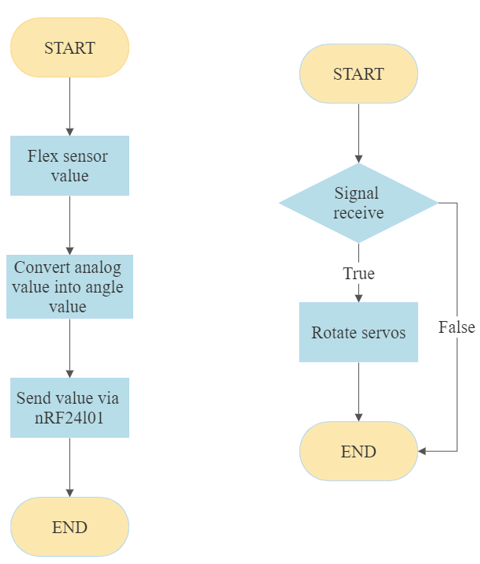 START
Flex sensor
value
Convert analog
value into angle
value
Send value via
nRF24l01
END
START
Signal
receive
True
False
Rotate servos
END